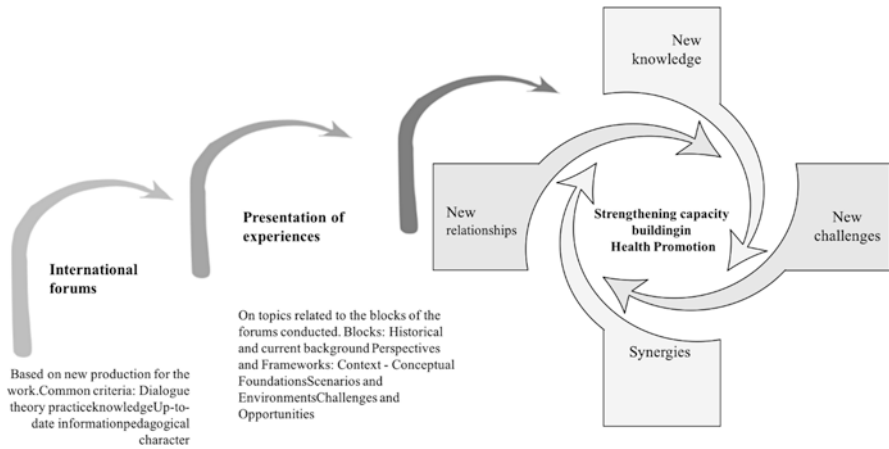 International
forums
Based on new production for the
work.Common criteria: Dialogue
theory practiceknowledgeUp-to-
date informationpedagogical
character
Presentation of
experiences
On topics related to the blocks of the
forums conducted. Blocks: Historical
and current background Perspectives
and Frameworks: Context - Conceptual
FoundationsScenarios and
EnvironmentsChallenges and
Opportunities
New
knowledge
New
relationships
Strengthening capacity
buildingin
Health Promotion
New
challenges
Synergies